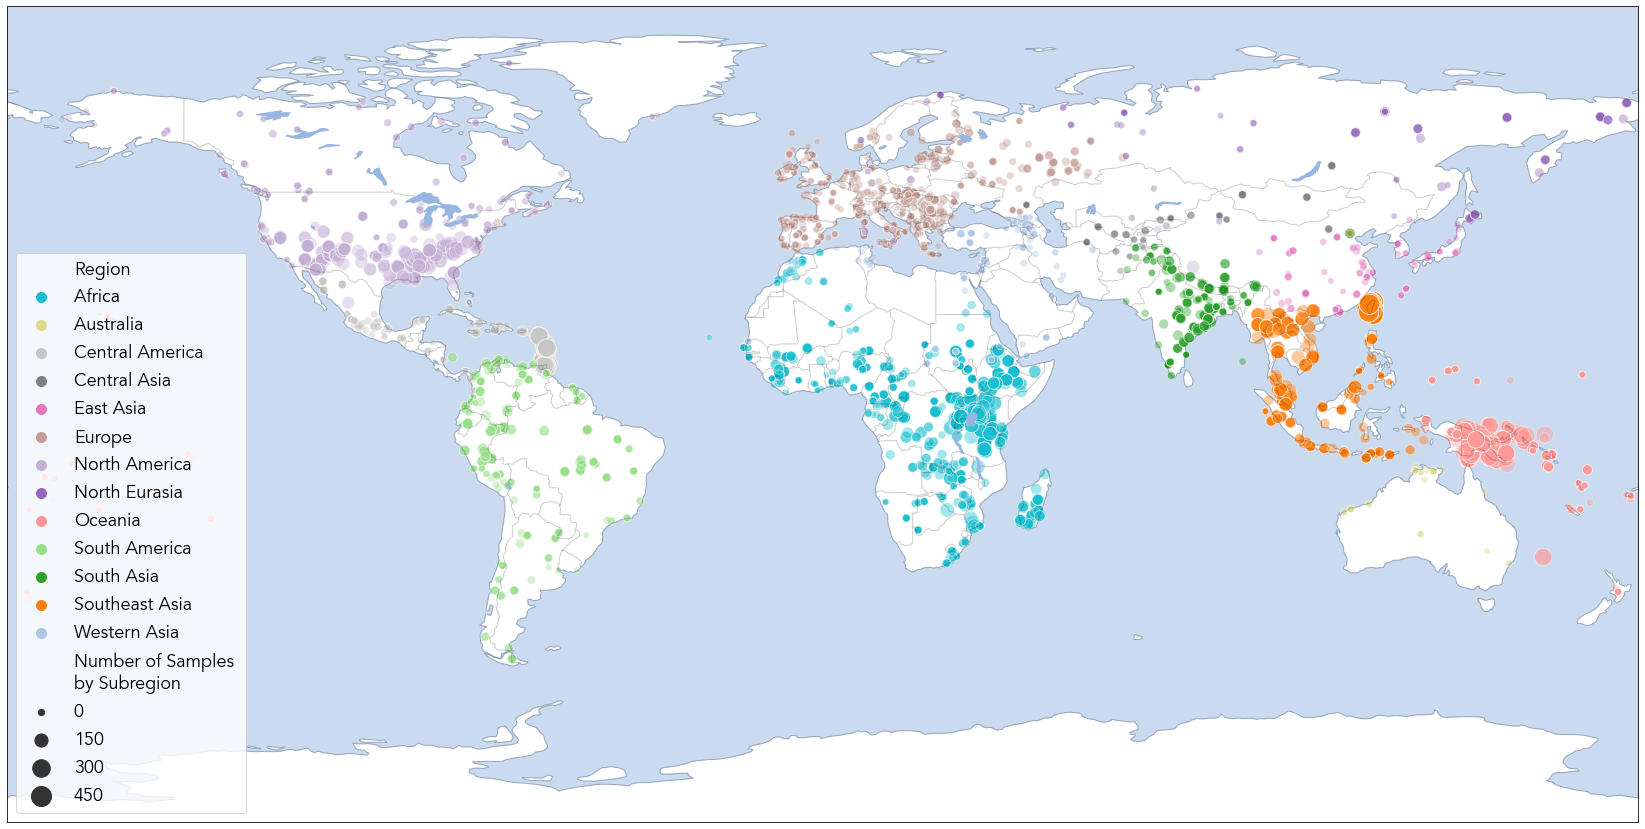 Region
Africa
Australia
Central America
Central Asia
East Asia
Europe
North America
North Eurasia
Oceania
South America
South Asia
Southeast Asia
Western Asia
Number of Samples
by Subregion
0
150
300
450